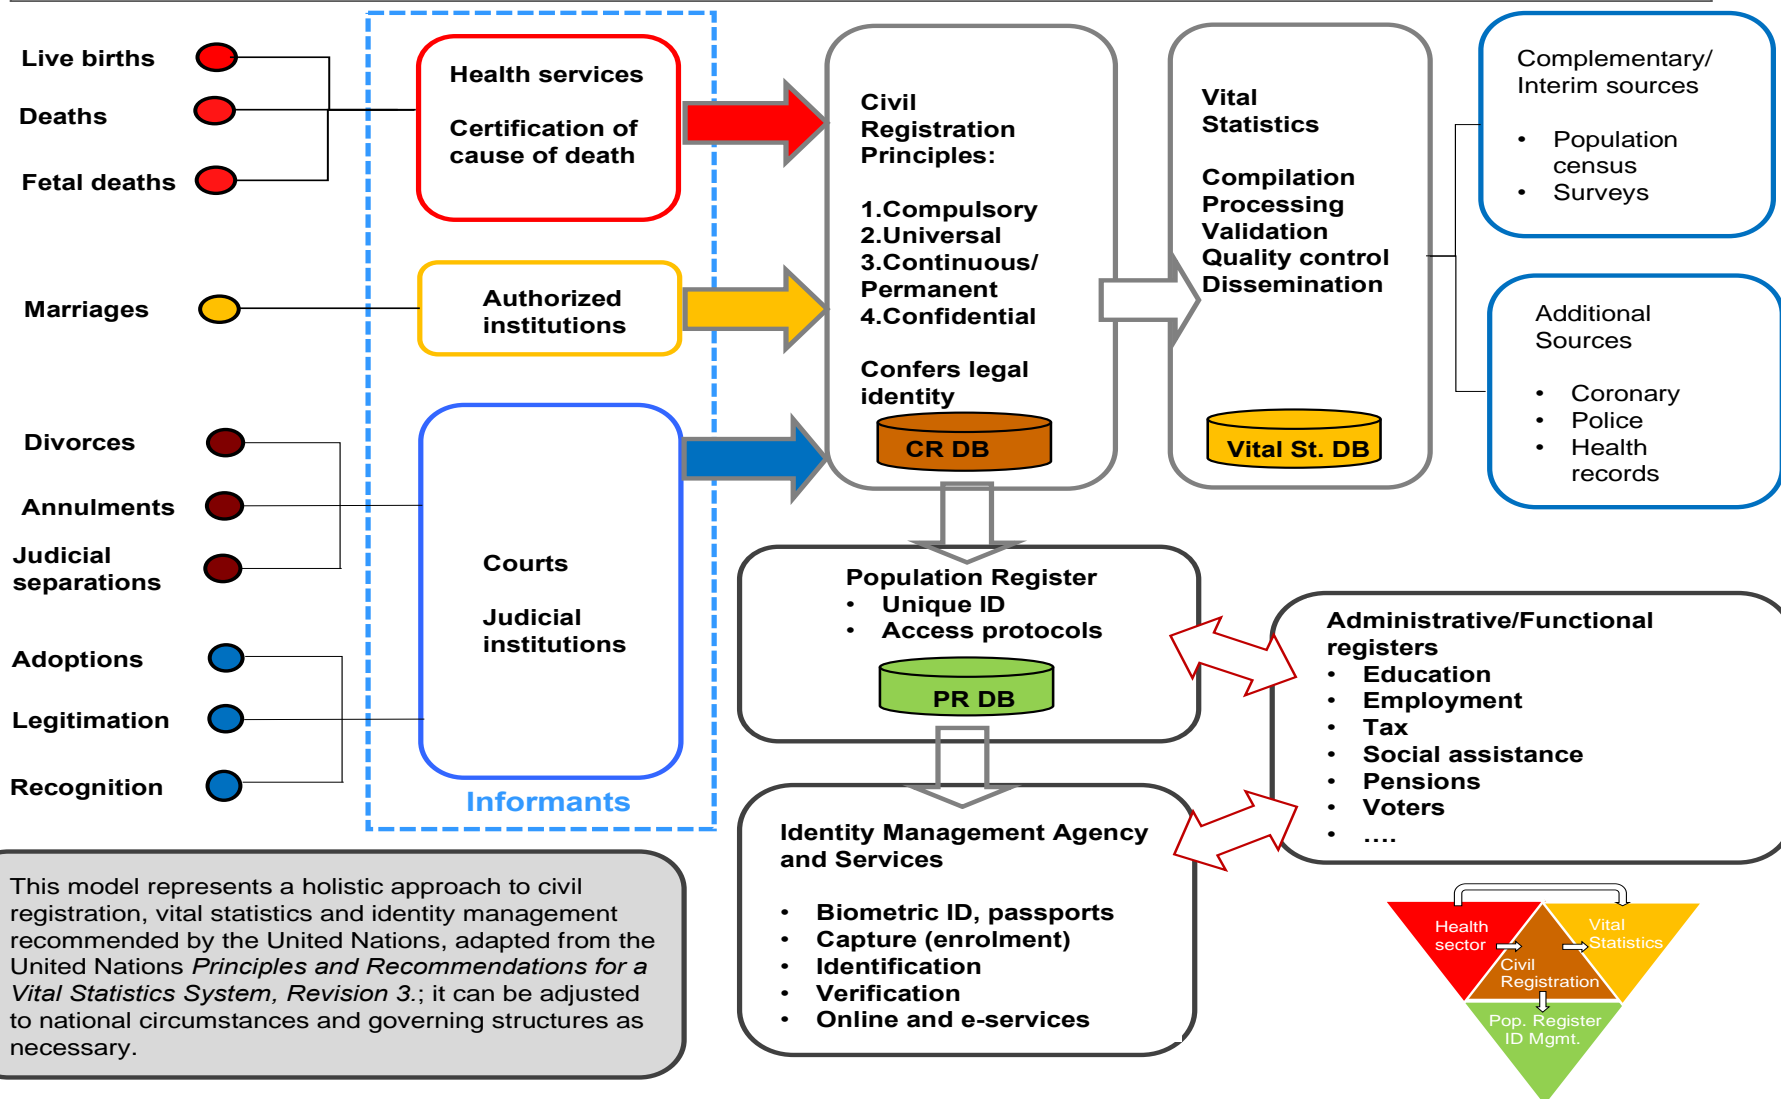 Live births
Deaths
Fetal deaths
Marriages
Divorces
Annulments
Judicial
separations
Adoptions
Legitimation
Recognition
Health services
Certification of
cause of death
Authorized
institutions
Courts
Judicial
institutions
Informants
Civil
Registration
Principles:
1.Compulsory
2.Universal
3.Continuous/
Permanent
4.Confidential
Confers legal
identity
CR DB
Vital
Statistics
Compilation
Processing
Validation
Quality control
Dissemination
Vital St. DB
Complementary/
Interim sources
• Population
census
• Surveys
Additional
Sources
• Coronary
• Police
• Health
records
Population Register
• Unique ID
• Access protocols
PR DB
Administrative/Functional
registers
• Education
• Employment
• Tax
• Social assistance
• Pensions
• Voters
• ....
Identity Management Agency
and Services
• Biometric ID, passports
• Capture (enrolment)
• Identification
• Verification
• Online and e-services
This model represents a holistic approach to civil
registration, vital statistics and identity management
recommended by the United Nations, adapted from the
United Nations Principles and Recommendations for a
Vital Statistics System, Revision 3.; it can be adjusted
to national circumstances and governing structures as
necessary.
Health
sector
Vital
Statistics
Civil
Registration
Pop. Register
ID Mgmt.